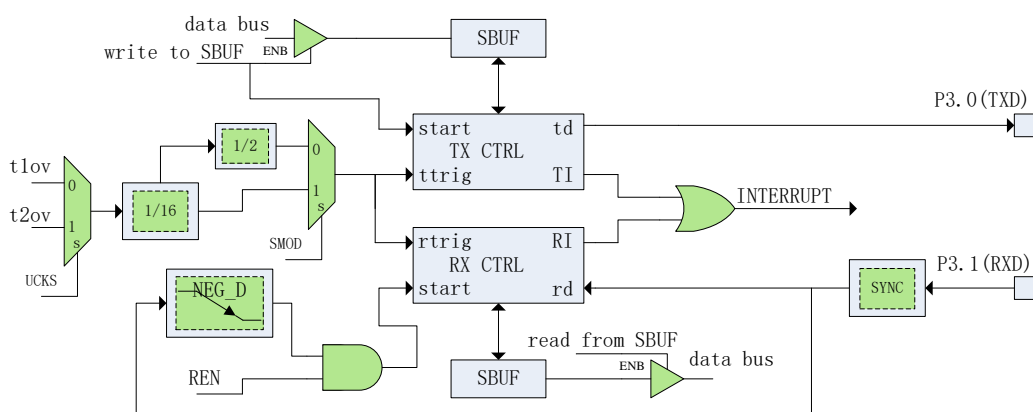 data bus
write to SBUF
ENB
SBUF
P3.0(TXD)
start
td
TX CTRL
ttrig
TI
t1ov
t2ov
0
1
s
UCKS
1/16
1/2
0
1
s
SMOD
INTERRUPT
rtrig
RI
RX CTRL
start
rd
P3.1(RXD)
SYNC
NEG_D
REN
SBUF
read from SBUF
ENB
data bus